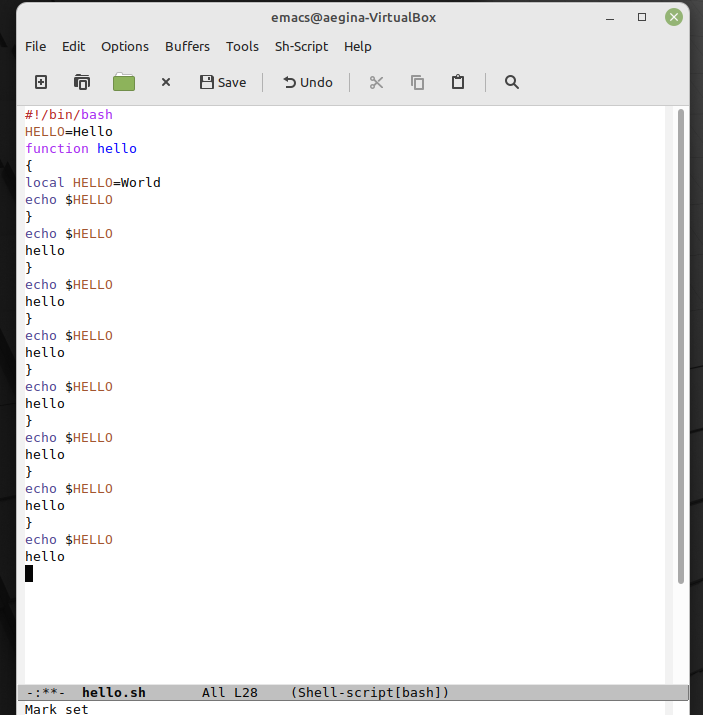 emacs@aegina-VirtualBox
File Edit Options Buffers Tools Sh-Script Help
Save Undo
#!/bin/bash
HELLO=Hello
function hello
{
local HELLO=World
echo $HELLO
}
echo $HELLO
hello
}
echo $HELLO
hello
}
echo $HELLO
hello
}
echo $HELLO
hello
}
echo $HELLO
hello
}
echo $HELLO
hello
}
echo $HELLO
hello
-:**-  hello.sh       All L28    (Shell-script[bash])
Mark set